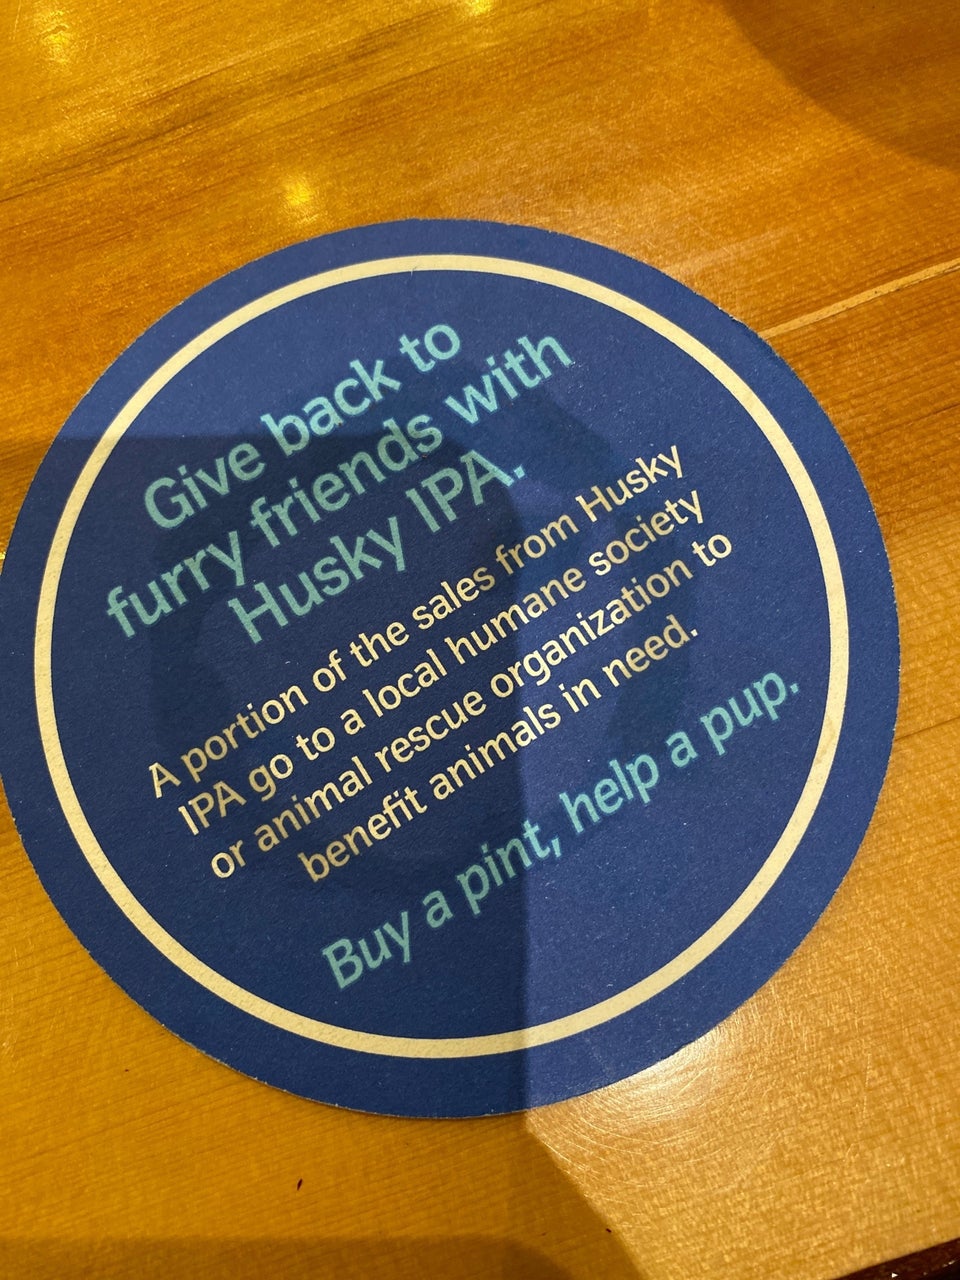 Give back to
furry friends with
Husky IPA.
A portion of the sales from Husky
IPA go to a local humane society
or animal rescue organization to
benefit animals in need.
Buy a pint, help a pup.